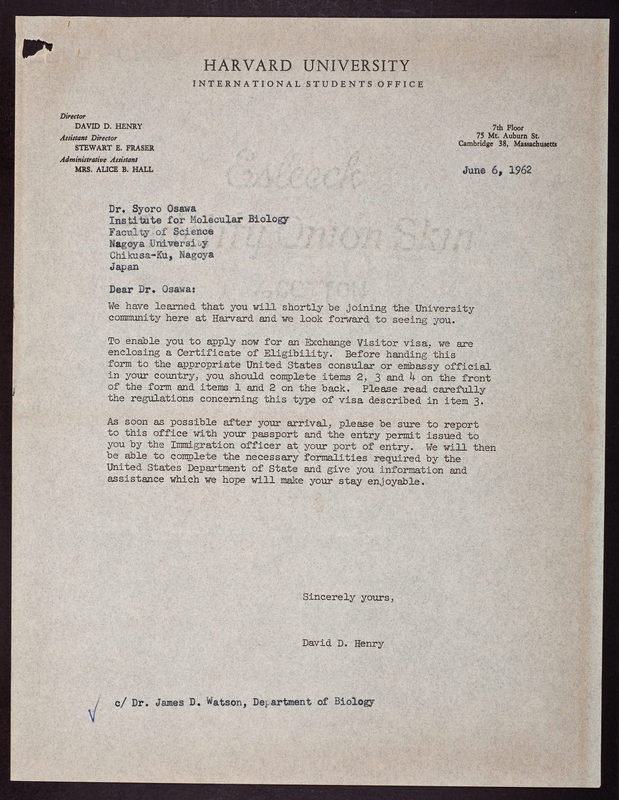 HARVARD UNIVERSITY
INTERNATIONAL STUDENTS OFFICE
Director
DAVID D. HENRY
Assistant Director
STEWART E. FRASER
Administrative Assistant
MRS. ALICE B. HALL
7th Floor
75 Mt. Auburn St.
Cambridge 38, Massachusetts
June 6, 1962
Dr. Syoro Osawa
Institute for Molecular Biology
Faculty of Science
Nagoya University
Chikusa-Ku, Nagoya
Japan
Dear Dr. Osawa:
We have learned that you will shortly be joining the University
community here at Harvard and we look forward to seeing you.
To enable you to apply now for an Exchange Visitor visa, we are
enclosing a Certificate of Eligibility. Before handing this
form to the appropriate United States consular or embassy official
in your country, you should complete items 2, 3 and 4 on the front
of the form and items 1 and 2 on the back. Please read carefully
the regulations concerning this type of visa described in item 3.
As soon as possible after your arrival, please be sure to report
to this office with your passport and the entry permit issued to
you by the Immigration officer at your port of entry. We will then
be able to complete the necessary formalities required by the
United States Department of State and give you information and
assistance which we hope will make your stay enjoyable.
Sincerely yours,
David D. Henry
c/ Dr. James D. Watson, Department of Biology
Esleeck
Onion Skin